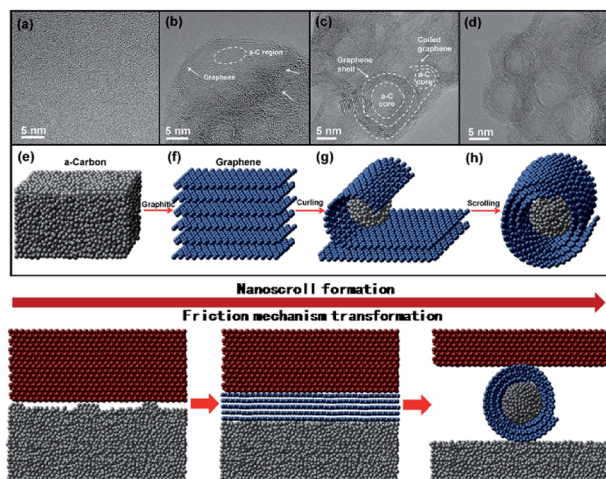 (a)
5 nm
(b)
a-C region
Graphene
5 nm
(c)
Graphene
shell
Coiled
graphene
a-C
core
a-C
core
5 nm
(d)
5 nm
(e)
a-Carbon
Graphitic
(f)
Graphene
Curling
(g)
Scrolling
(h)
Nanoscroll formation
Friction mechanism transformation